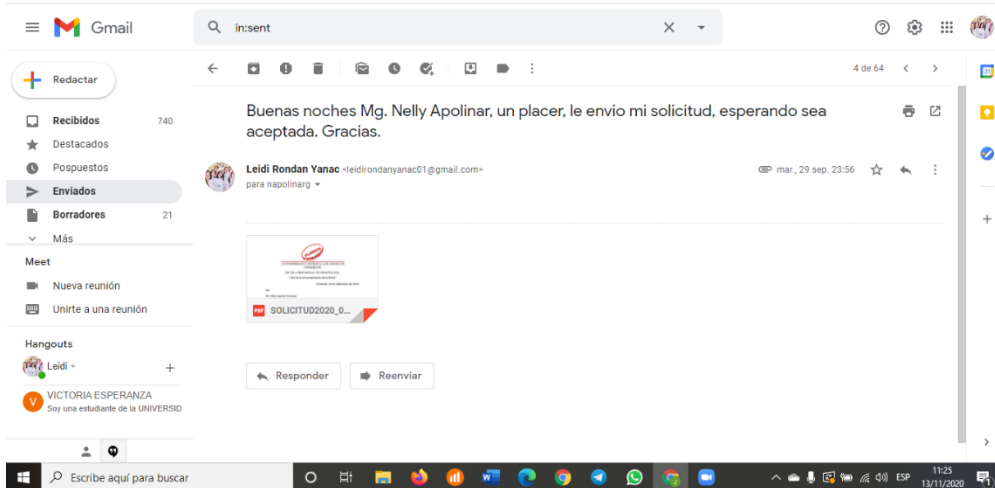 Gmail
in:sent
Redactar
4 de 64
Recibidos 740
Destacados
Pospuestos
Enviados
Borradores 21
Más
Buenas noches Mg. Nelly Apolinar, un placer, le envio mi solicitud, esperando sea
aceptada. Gracias.
Leidi Rondan Yanac <leidirondanyanac01@gmail.com>
mar., 29 sep. 23:56
para napolinarg
PDF SOLICITUD2020_0...
Meet
Nueva reunión
Unirte a una reunión
Hangouts
Leidi
V
VICTORIA ESPERANZA
Soy una estudiante de la UNIVERSID
Responder
Reenviar
Escribe aquí para buscar
ESP
11:25
13/11/2020